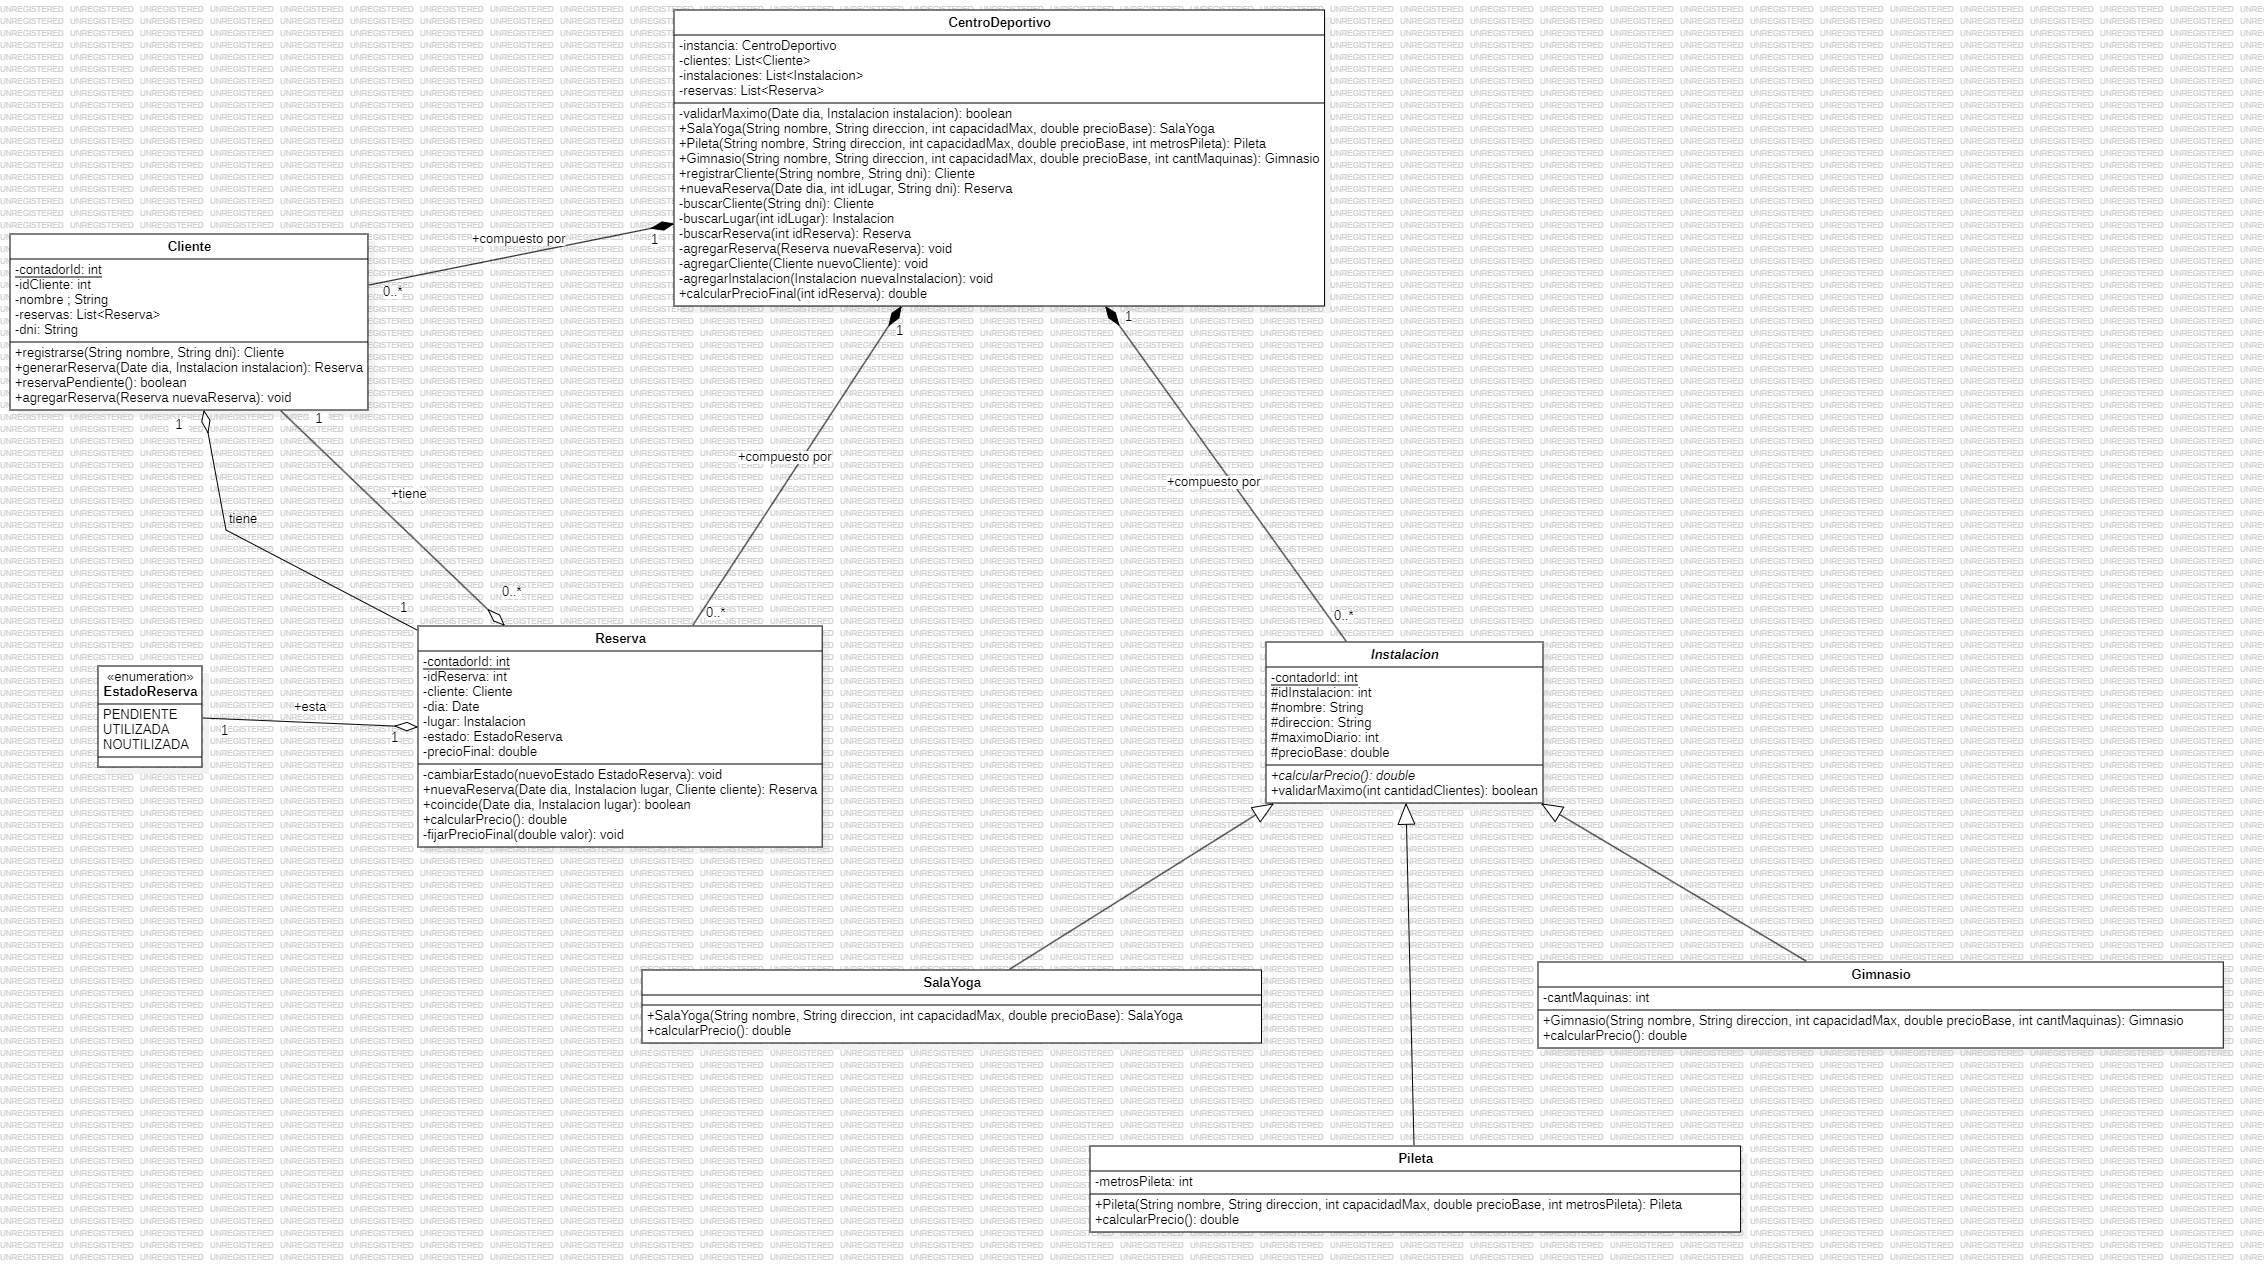 CentroDeportivo
-instancia: CentroDeportivo
-clientes: List<Cliente>
-instalaciones: List<Instalacion>
-reservas: List<Reserva>
-validarMaximo(Date dia, Instalacion instalacion): boolean
+SalaYoga(String nombre, String direccion, int capacidadMax, double precioBase): SalaYoga
+Pileta(String nombre, String direccion, int capacidadMax, double precioBase, int metrosPileta): Pileta
+Gimnasio(String nombre, String direccion, int capacidadMax, double precioBase, int cantMaquinas): Gimnasio
+registrarCliente(String nombre, String dni): Cliente
+nuevaReserva(Date dia, int idLugar, String dni): Reserva
-buscarCliente(String dni): Cliente
-buscarLugar(int idLugar): Instalacion
-buscarReserva(int idReserva): Reserva
-agregarReserva(Reserva nuevaReserva): void
-agregarCliente(Cliente nuevoCliente): void
-agregarInstalacion(Instalacion nuevaInstalacion): void
+calcularPrecioFinal(int idReserva): double
+compuesto por
1
0..*
Cliente
-contadorId: int
-idCliente: int
-nombre ; String
-reservas: List<Reserva>
-dni: String
+registrarse(String nombre, String dni): Cliente
+generarReserva(Date dia, Instalacion instalacion): Reserva
+reservaPendiente(): boolean
+agregarReserva(Reserva nuevaReserva): void
1
1
1
1
+compuesto por
+compuesto por
+tiene
tiene
0..*
1
0..*
0..*
Reserva
-contadorId: int
-idReserva: int
-cliente: Cliente
-dia: Date
-lugar: Instalacion
-estado: EstadoReserva
-precioFinal: double
-cambiarEstado(nuevoEstado EstadoReserva): void
+nuevaReserva(Date dia, Instalacion lugar, Cliente cliente): Reserva
+coincide(Date dia, Instalacion lugar): boolean
+calcularPrecio(): double
-fijarPrecioFinal(double valor): void
«enumeration»
EstadoReserva
PENDIENTE
UTILIZADA
NOUTILIZADA
+esta
1
1
Instalacion
-contadorId: int
#idInstalacion: int
#nombre: String
#direccion: String
#maximoDiario: int
#precioBase: double
+calcularPrecio(): double
+validarMaximo(int cantidadClientes): boolean
SalaYoga
+SalaYoga(String nombre, String direccion, int capacidadMax, double precioBase): SalaYoga
+calcularPrecio(): double
Gimnasio
-cantMaquinas: int
+Gimnasio(String nombre, String direccion, int capacidadMax, double precioBase, int cantMaquinas): Gimnasio
+calcularPrecio(): double
Pileta
-metrosPileta: int
+Pileta(String nombre, String direccion, int capacidadMax, double precioBase, int metrosPileta): Pileta
+calcularPrecio(): double
UNREGISTERED